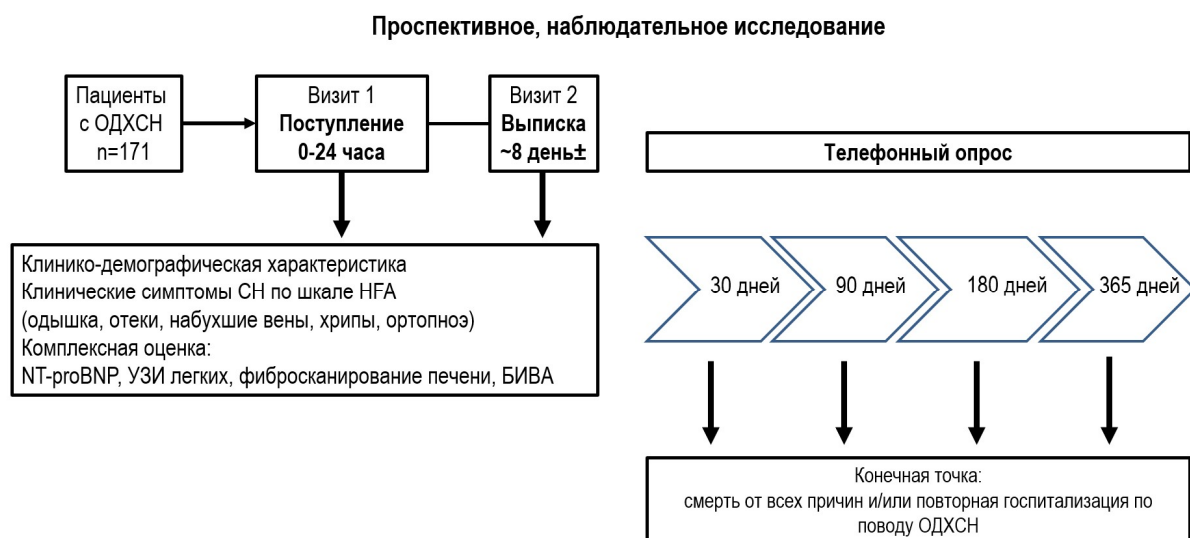 Проспективное, наблюдательное исследование
Пациенты
с ОДХСН
n=171
Визит 1
Поступление
0-24 часа
Визит 2
Выписка
~8 день±
Клинико-демографическая характеристика
Клинические симптомы СН по шкале HFA
(одышка, отеки, набухшие вены, хрипы, ортопноэ)
Комплексная оценка:
NT-proBNP, УЗИ легких, фибросканирование печени, БИВА
Телефонный опрос
30 дней
90 дней
180 дней
365 дней
Конечная точка:
смерть от всех причин и/или повторная госпитализация по
поводу ОДХСН